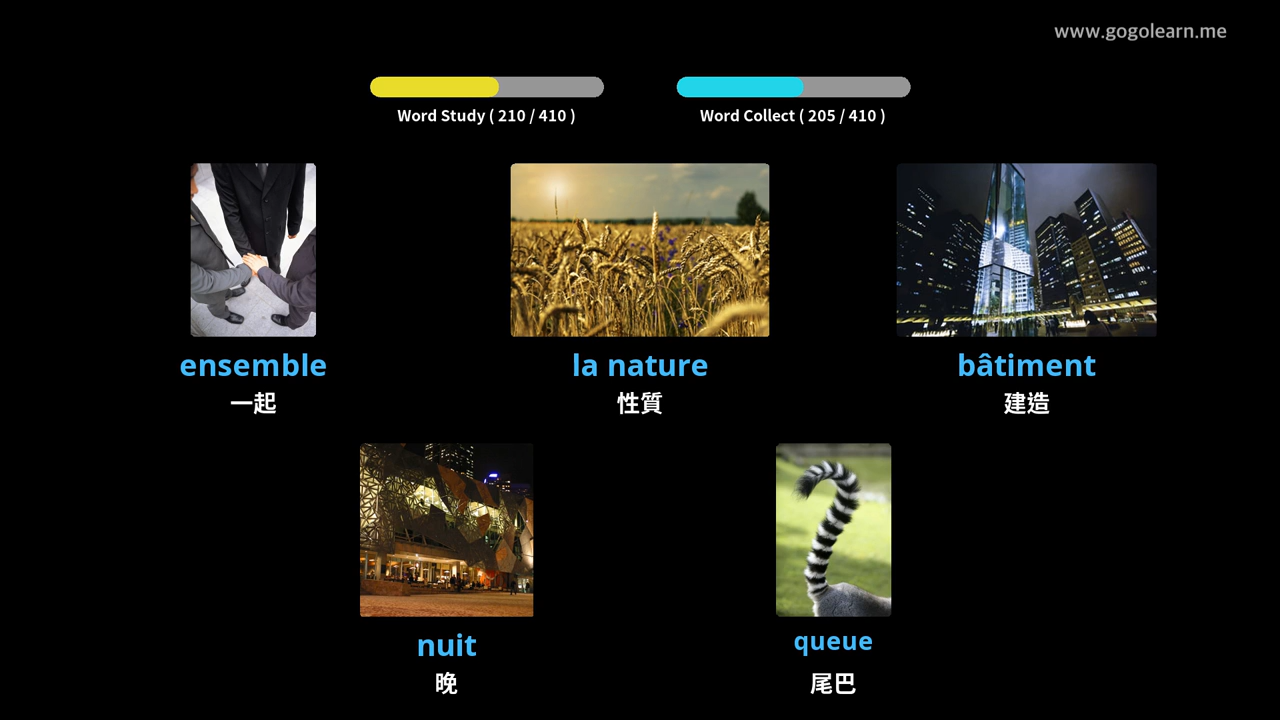 www.gogolearn.me
Word Study ( 210 / 410 )
Word Collect ( 205 / 410 )
ensemble
la nature
bâtiment
一起
性質
建造
nuit
queue
晚
尾巴